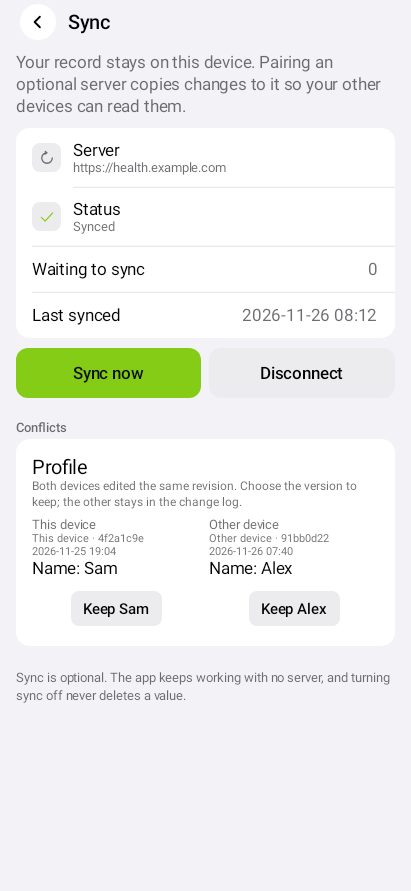 Sync
Your record stays on this device. Pairing an
optional server copies changes to it so your other
devices can read them.
Server
https://health.example.com
Status
Synced
Waiting to sync 0
Last synced 2026-11-26 08:12
Sync now Disconnect
Conflicts
Profile
Both devices edited the same revision. Choose the version to
keep; the other stays in the change log.
This device Other device
This device · 4f2a1c9e Other device · 91bb0d22
2026-11-25 19:04 2026-11-26 07:40
Name: Sam Name: Alex
Keep Sam Keep Alex
Sync is optional. The app keeps working with no server, and turning
sync off never deletes a value.